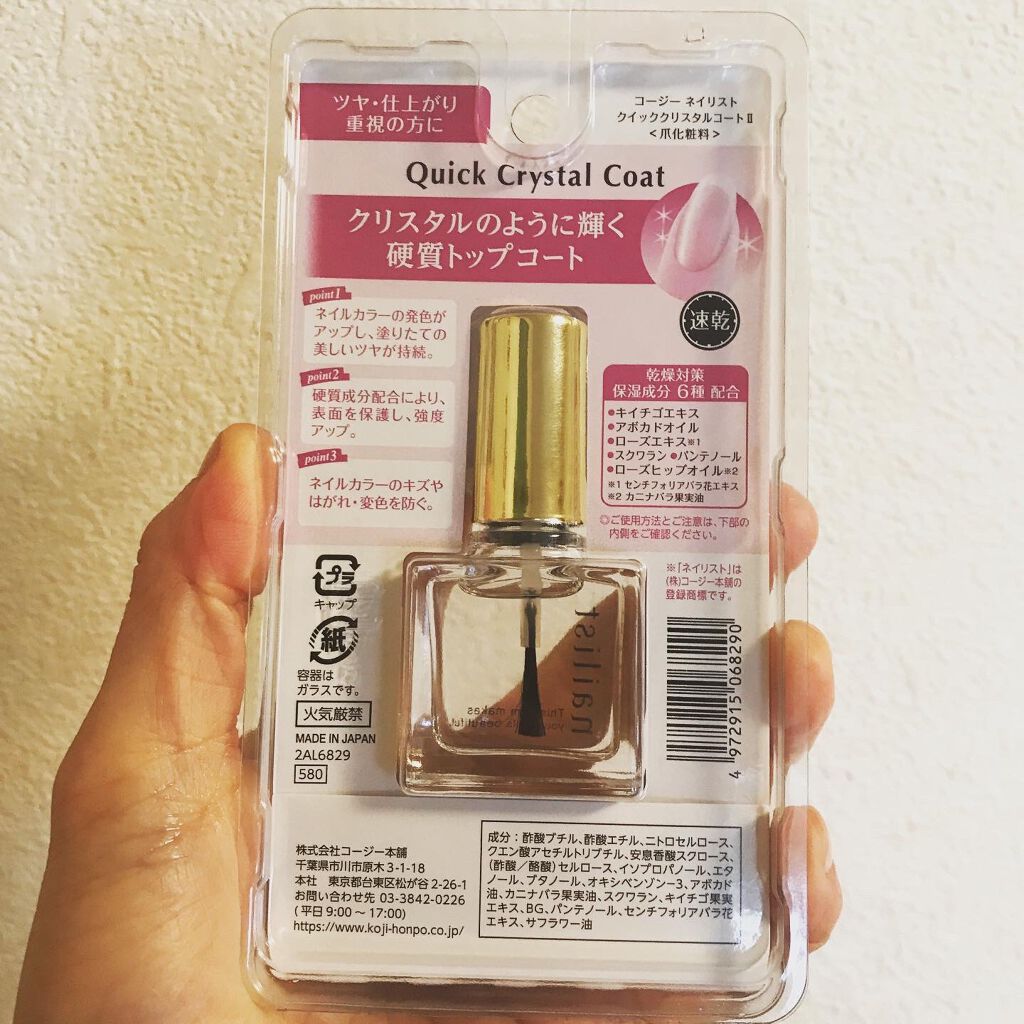 ツヤ・仕上がり
重視の方に
コージー ネイリスト
クイッククリスタルコートⅡ
<爪化粧料>
Quick Crystal Coat
クリスタルのように輝く
硬質トップコート
point1
ネイルカラーの発色が
アップし、塗りたての
美しいツヤが持続。
point2
硬質成分配合により、
表面を保護し、強度
アップ。
point3
ネイルカラーのキズや
はがれ・変色を防ぐ。
速乾
乾燥対策
保湿成分 6種 配合
●キイチゴエキス
●アボカドオイル
●ローズエキス※1
●スクワラン ●パンテノール
●ローズヒップオイル※2
※1 センチフォリアバラ花エキス
※2 カニナバラ果実油
◎ご使用方法とご注意は、下部の
内側をご確認ください。
※「ネイリスト」は
(株)コージー本舗の
登録商標です。
プラ
キャップ
紙
容器は
ガラスです。
火気厳禁
MADE IN JAPAN
2AL6829
580
nailist
makes
beautiful
4 972915 068290
株式会社コージー本舗
千葉県市川市原木3-1-18
本社 東京都台東区松が谷2-26-1
お問い合わせ先 03-3842-0226
(平日9:00～17:00)
https://www.koji-honpo.co.jp/
成分：酢酸ブチル、酢酸エチル、ニトロセルロース、
クエン酸アセチルトリブチル、安息香酸スクロース、
(酢酸／酪酸)セルロース、イソプロパノール、エタ
ノール、ブタノール、オキシベンゾン-3、アボカド
油、カニナバラ果実油、スクワラン、キイチゴ果実
エキス、BG、パンテノール、センチフォリアバラ花
エキス、サフラワー油